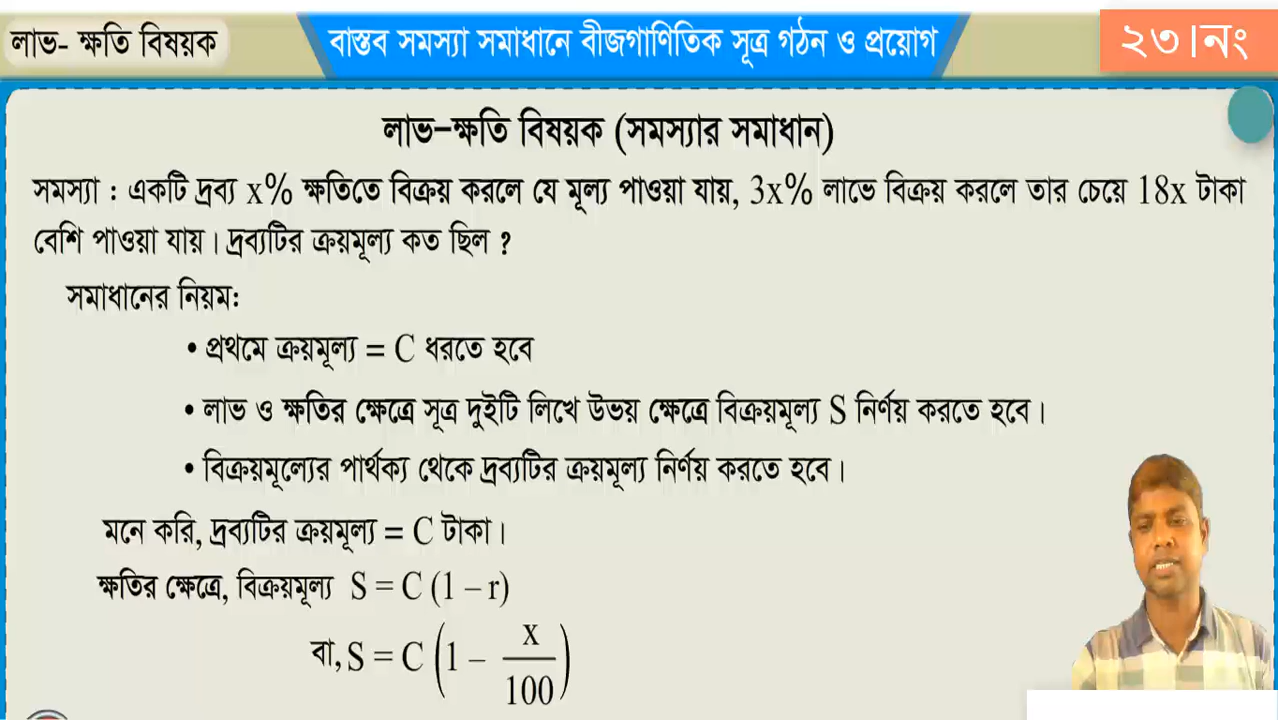 লাভ- ক্ষতি বিষয়ক
বাস্তব সমস্যা সমাধানে বীজগাণিতিক সূত্র গঠন ও প্রয়োগ
২৩।নং
লাভ-ক্ষতি বিষয়ক (সমস্যার সমাধান)
সমস্যা : একটি দ্রব্য x% ক্ষতিতে বিক্রয় করলে যে মূল্য পাওয়া যায়, 3x% লাভে বিক্রয় করলে তার চেয়ে 18x টাকা
বেশি পাওয়া যায়। দ্রব্যটির ক্রয়মূল্য কত ছিল ?
সমাধানের নিয়ম:
• প্রথমে ক্রয়মূল্য = C ধরতে হবে
• লাভ ও ক্ষতির ক্ষেত্রে সূত্র দুইটি লিখে উভয় ক্ষেত্রে বিক্রয়মূল্য S নির্ণয় করতে হবে।
• বিক্রয়মূল্যের পার্থক্য থেকে দ্রব্যটির ক্রয়মূল্য নির্ণয় করতে হবে।
মনে করি, দ্রব্যটির ক্রয়মূল্য = C টাকা।
ক্ষতির ক্ষেত্রে, বিক্রয়মূল্য S = C (1 – r)
বা, S = C (1 – x/100)